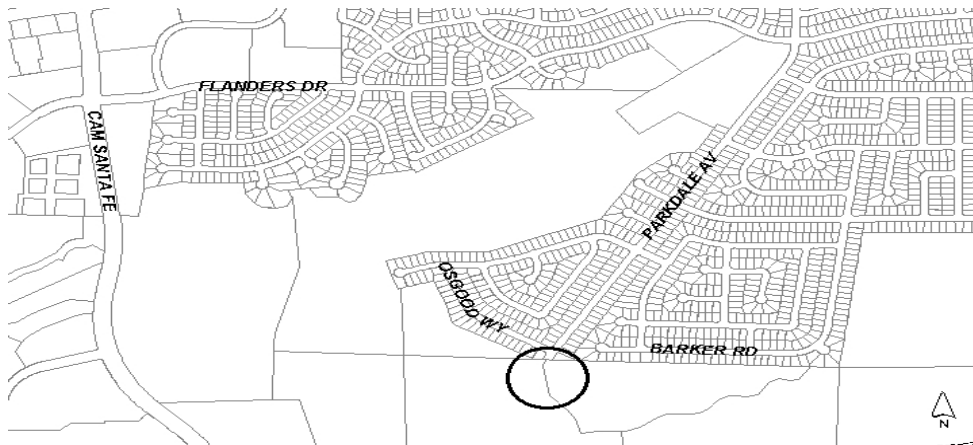 FLANDERS DR
CAM SANTA FE
PARKDALE AV
OSGOOD WY
BARKER RD
N